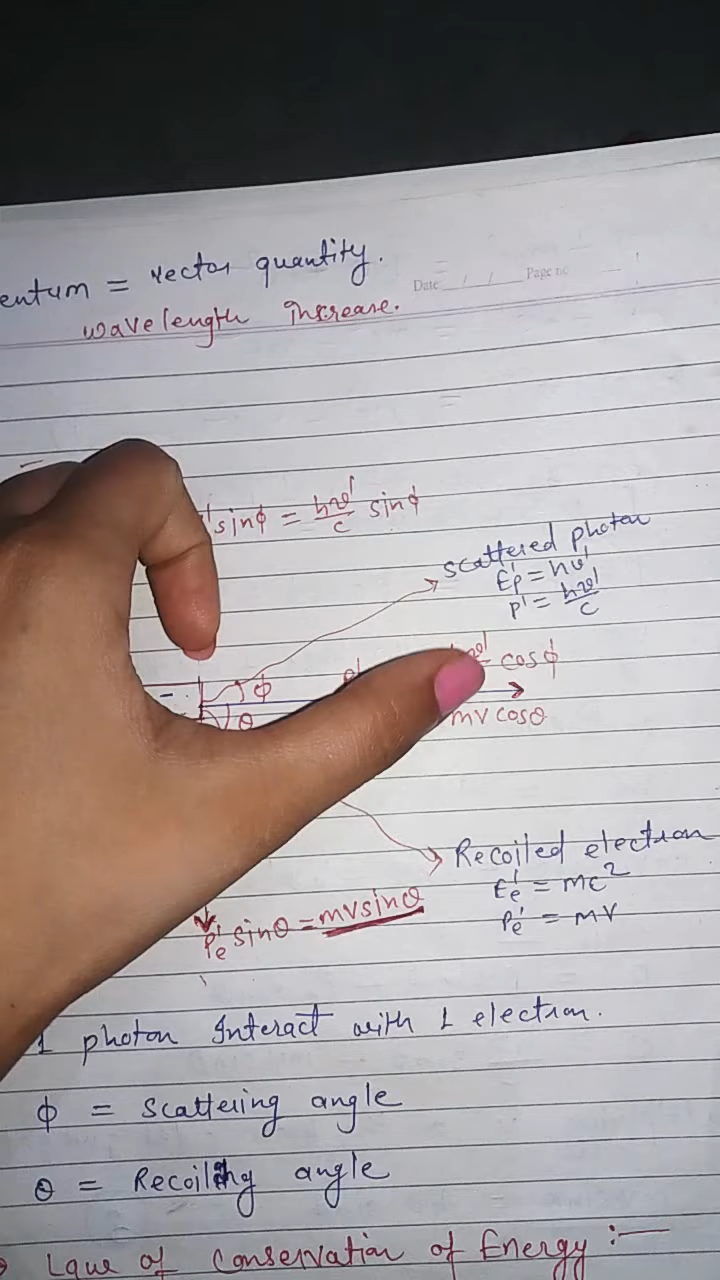 entum = vector quantity.
Date / / Page no
wavelength increase.
sinϕ = hν'/c sinϕ
scattered photon
E'p = hν'
p' = hν'/c
cosϕ
ϕ
θ
mv cosθ
Recoiled electron
E'e = mc²
P'e = mv
P'e sinθ = mvsinθ
1 photon Interact with 1 electron.
ϕ = Scattering angle
θ = Recoiling angle
Law of Conservation of Energy :—